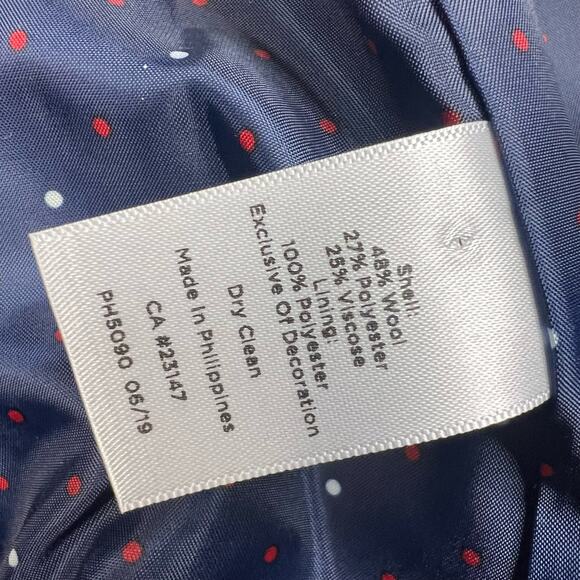 Shell:
48% Wool
27% Polyester
25% Viscose
Lining:
100% Polyester
Exclusive Of Decoration
Dry Clean
Made In Philippines
CA #23147
PH5090 06/19